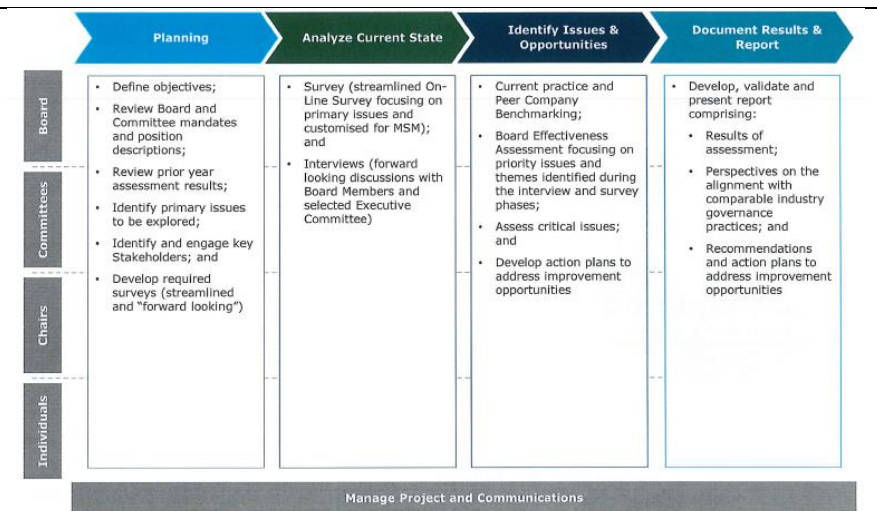 Planning
Analyze Current State
Identify Issues &
Opportunities
Document Results &
Report
Board
Committees
Chairs
Individuals
• Define objectives;
• Review Board and
Committee mandates
and position
descriptions;
• Review prior year
assessment results;
• Identify primary issues
to be explored;
• Identify and engage key
Stakeholders; and
• Develop required
surveys (streamlined
and “forward looking”)
• Survey (streamlined On-
Line Survey focusing on
primary issues and
customised for MSM);
and
• Interviews (forward
looking discussions with
Board Members and
selected Executive
Committee)
• Current practice and
Peer Company
Benchmarking;
• Board Effectiveness
Assessment focusing on
priority issues and
themes identified during
the interview and survey
phases;
• Assess critical issues;
and
• Develop action plans to
address improvement
opportunities
• Develop, validate and
present report
comprising:
• Results of
assessment;
• Perspectives on the
alignment with
comparable industry
governance
practices; and
• Recommendations
and action plans to
address improvement
opportunities
Manage Project and Communications